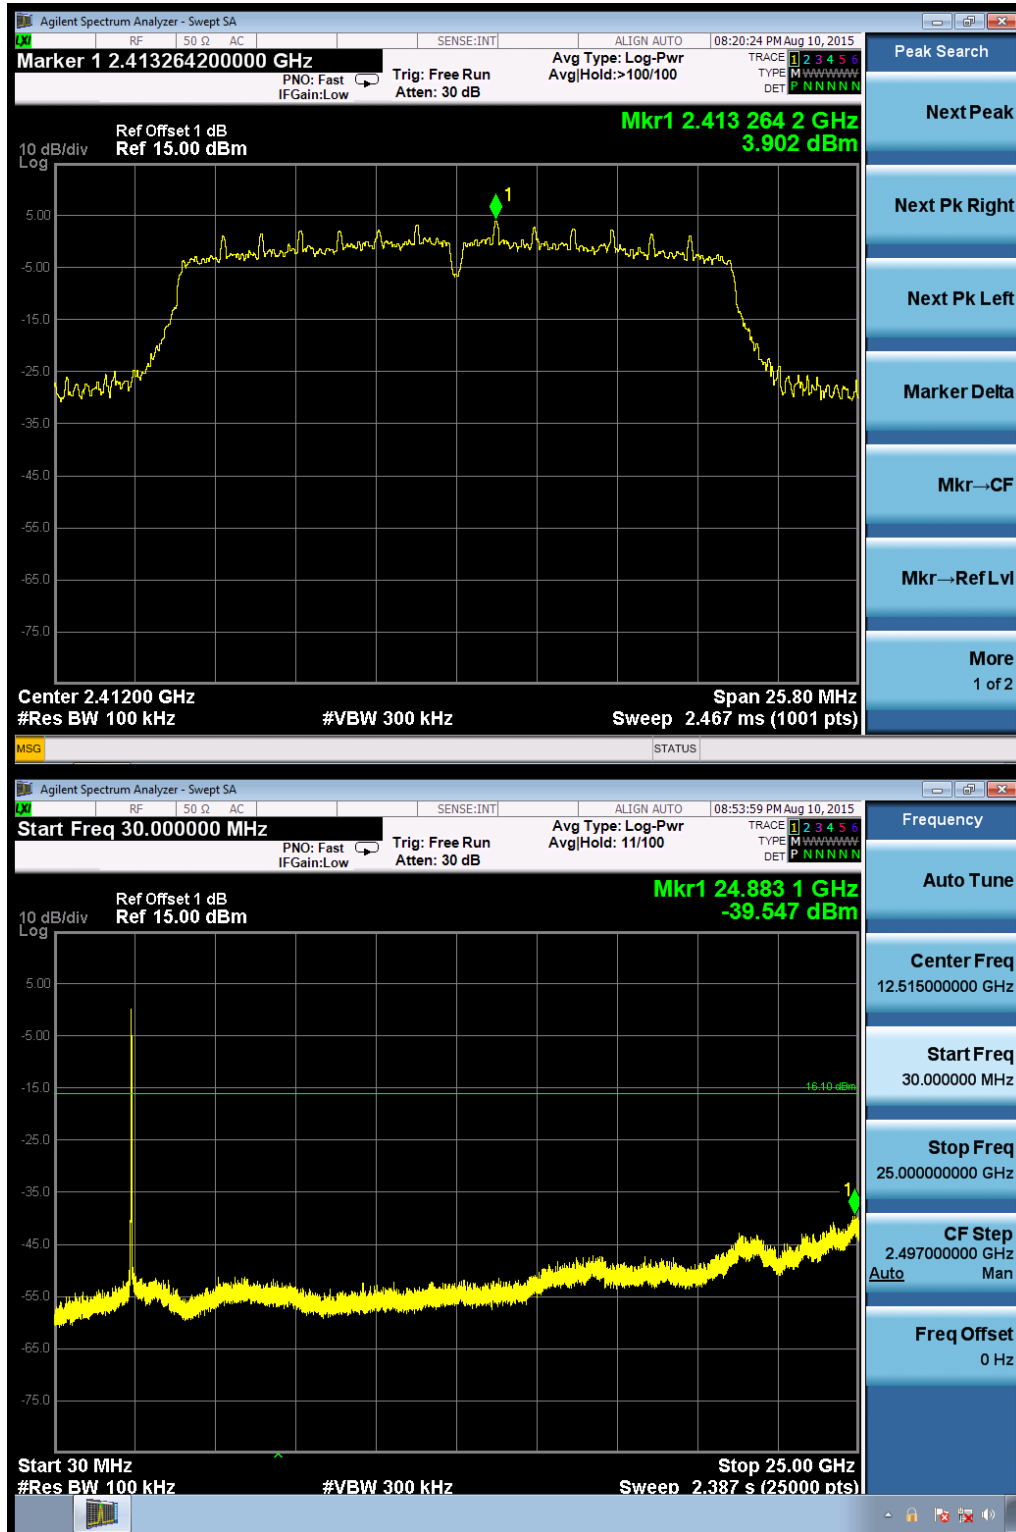 Agilent Spectrum Analyzer - Swept SA
LXI RF 50 Ω AC SENSE:INT ALIGN AUTO 08:20:24 PM Aug 10, 2015
Marker 1 2.413264200000 GHz
PNO: Fast
IFGain:Low
Trig: Free Run
Atten: 30 dB
Avg Type: Log-Pwr
Avg|Hold:>100/100
TRACE 1 2 3 4 5 6
TYPE M WWWWW
DET P N N N N N
Mkr1 2.413 264 2 GHz
3.902 dBm
Ref Offset 1 dB
10 dB/div Ref 15.00 dBm
Log
1
5.00
-5.00
-15.0
-25.0
-35.0
-45.0
-55.0
-65.0
-75.0
Center 2.41200 GHz Span 25.80 MHz
#Res BW 100 kHz #VBW 300 kHz Sweep 2.467 ms (1001 pts)
MSG STATUS
Peak Search
Next Peak
Next Pk Right
Next Pk Left
Marker Delta
Mkr→CF
Mkr→Ref Lvl
More
1 of 2
Agilent Spectrum Analyzer - Swept SA
LXI RF 50 Ω AC SENSE:INT ALIGN AUTO 08:53:59 PM Aug 10, 2015
Start Freq 30.000000 MHz
PNO: Fast
IFGain:Low
Trig: Free Run
Atten: 30 dB
Avg Type: Log-Pwr
Avg|Hold: 11/100
TRACE 1 2 3 4 5 6
TYPE M WWWWW
DET P N N N N N
Mkr1 24.883 1 GHz
-39.547 dBm
Ref Offset 1 dB
10 dB/div Ref 15.00 dBm
Log
5.00
-5.00
-15.0
-16.10 dBm
-25.0
-35.0
1
-45.0
-55.0
-65.0
-75.0
Start 30 MHz Stop 25.00 GHz
#Res BW 100 kHz #VBW 300 kHz Sweep 2.387 s (25000 pts)
Frequency
Auto Tune
Center Freq
12.515000000 GHz
Start Freq
30.000000 MHz
Stop Freq
25.000000000 GHz
CF Step
2.497000000 GHz
Auto Man
Freq Offset
0 Hz